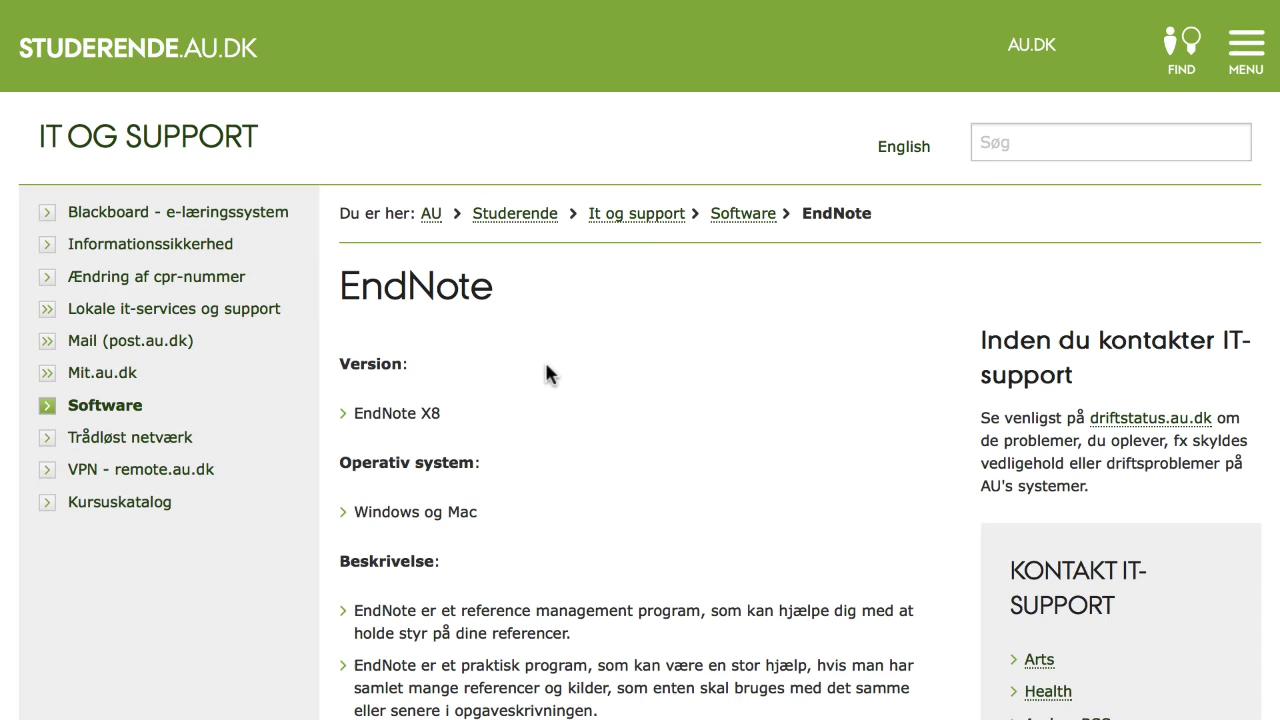 STUDERENDE.AU.DK
AU.DK
FIND
MENU
IT OG SUPPORT
English
Søg
Blackboard - e-læringssystem
Informationssikkerhed
Ændring af cpr-nummer
Lokale it-services og support
Mail (post.au.dk)
Mit.au.dk
Software
Trådløst netværk
VPN - remote.au.dk
Kursuskatalog
Du er her: AU > Studerende > It og support > Software > EndNote
EndNote
Version:
EndNote X8
Operativ system:
Windows og Mac
Beskrivelse:
EndNote er et reference management program, som kan hjælpe dig med at
holde styr på dine referencer.
EndNote er et praktisk program, som kan være en stor hjælp, hvis man har
samlet mange referencer og kilder, som enten skal bruges med det samme
eller senere i opgaveskrivningen.
Inden du kontakter IT-
support
Se venligst på driftstatus.au.dk om
de problemer, du oplever, fx skyldes
vedligehold eller driftsproblemer på
AU's systemer.
KONTAKT IT-
SUPPORT
Arts
Health